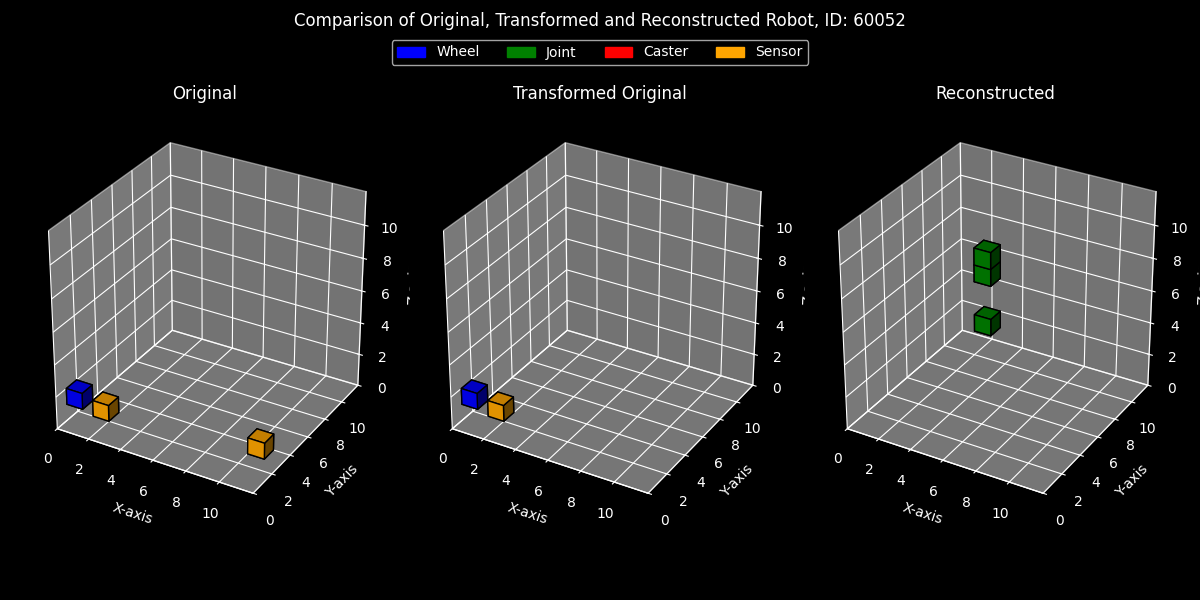 Comparison of Original, Transformed and Reconstructed Robot, ID: 60052
Wheel Joint Caster Sensor
Original Transformed Original Reconstructed
10 10 10
8 8 8
6 6 6
4 4 4
2 2 2
0 0 0
0 2 4 6 8 10 0 2 4 6 8 10 0 2 4 6 8 10
0 2 4 6 8 10 0 2 4 6 8 10 0 2 4 6 8 10
X-axis Y-axis X-axis Y-axis X-axis Y-axis